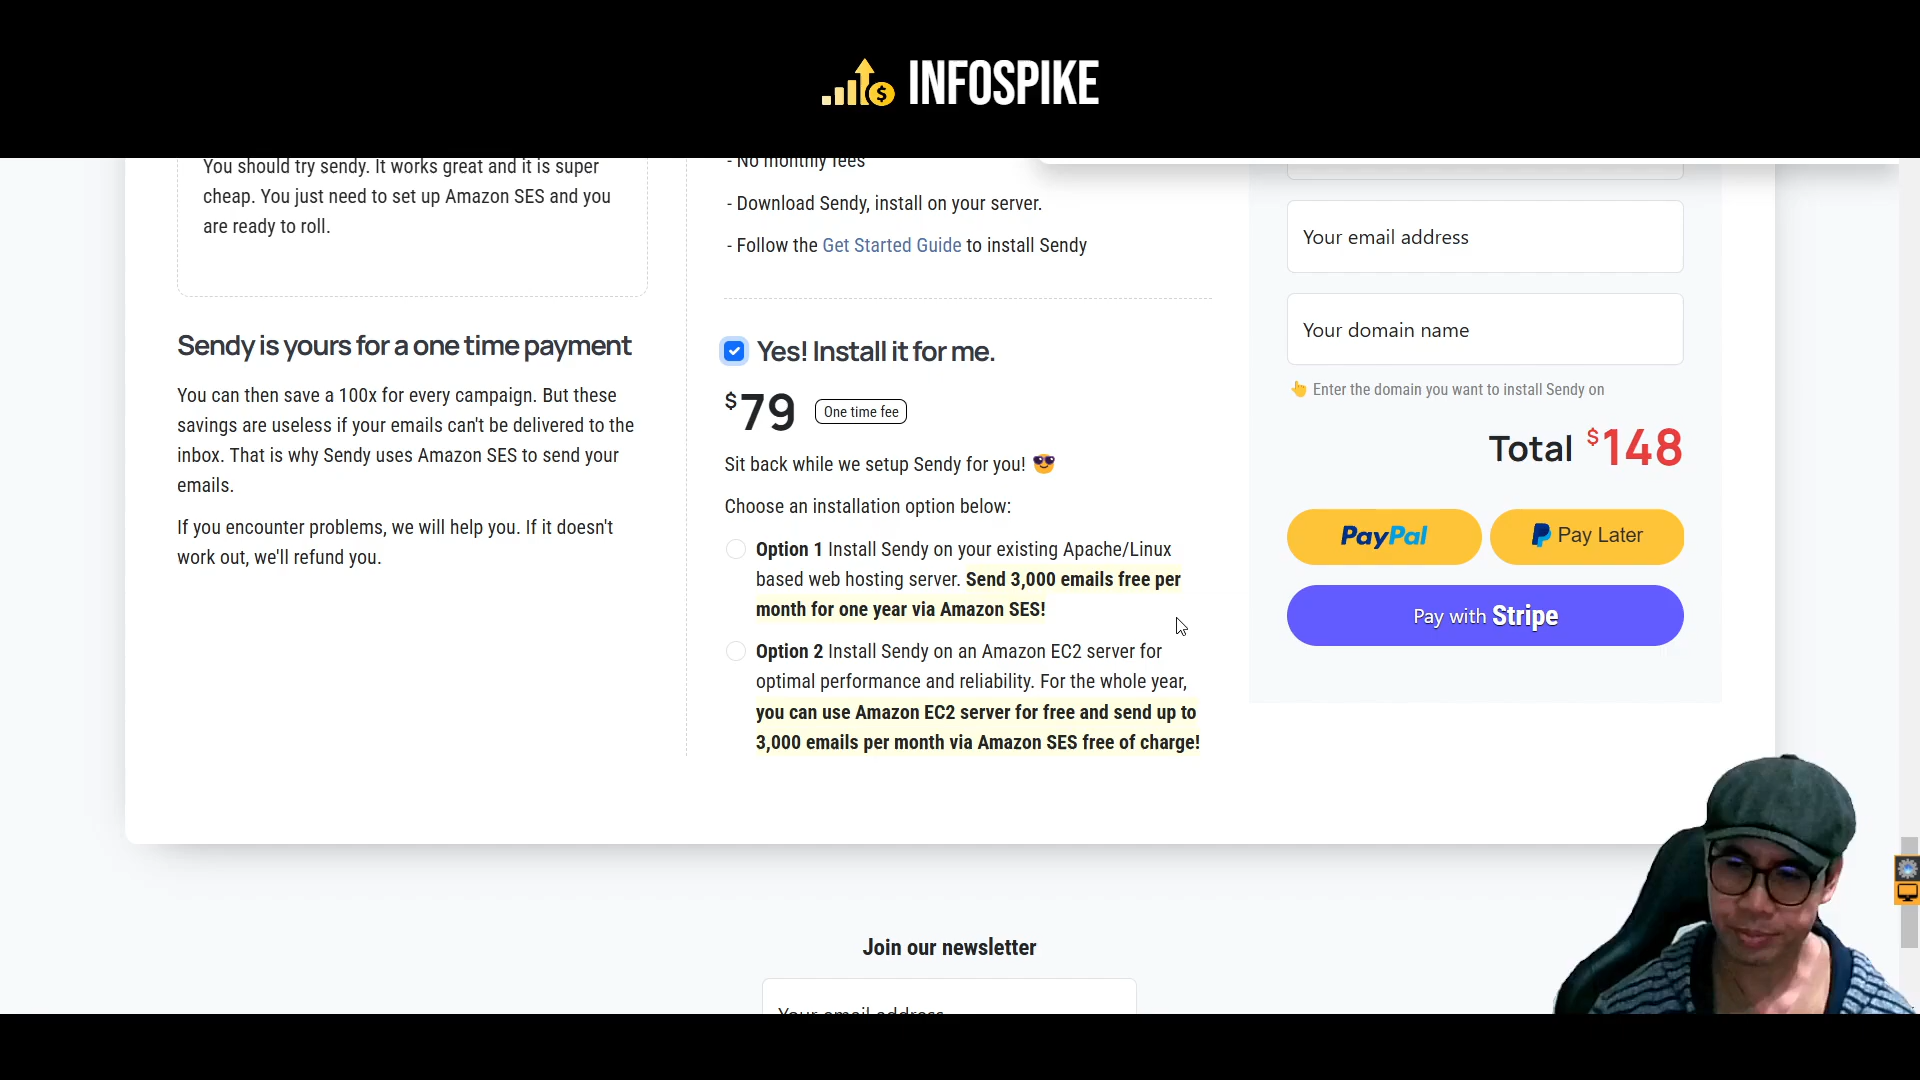 INFOSPIKE
You should try sendy. It works great and it is super
cheap. You just need to set up Amazon SES and you
are ready to roll.
Sendy is yours for a one time payment
You can then save a 100x for every campaign. But these
savings are useless if your emails can't be delivered to the
inbox. That is why Sendy uses Amazon SES to send your
emails.
If you encounter problems, we will help you. If it doesn't
work out, we'll refund you.
- No monthly fees
- Download Sendy, install on your server.
- Follow the Get Started Guide to install Sendy
Yes! Install it for me.
$79 One time fee
Sit back while we setup Sendy for you! 😎
Choose an installation option below:
Option 1 Install Sendy on your existing Apache/Linux
based web hosting server. Send 3,000 emails free per
month for one year via Amazon SES!
Option 2 Install Sendy on an Amazon EC2 server for
optimal performance and reliability. For the whole year,
you can use Amazon EC2 server for free and send up to
3,000 emails per month via Amazon SES free of charge!
Your email address
Your domain name
👆 Enter the domain you want to install Sendy on
Total $148
PayPal
Pay Later
Pay with Stripe
Join our newsletter
Your email address